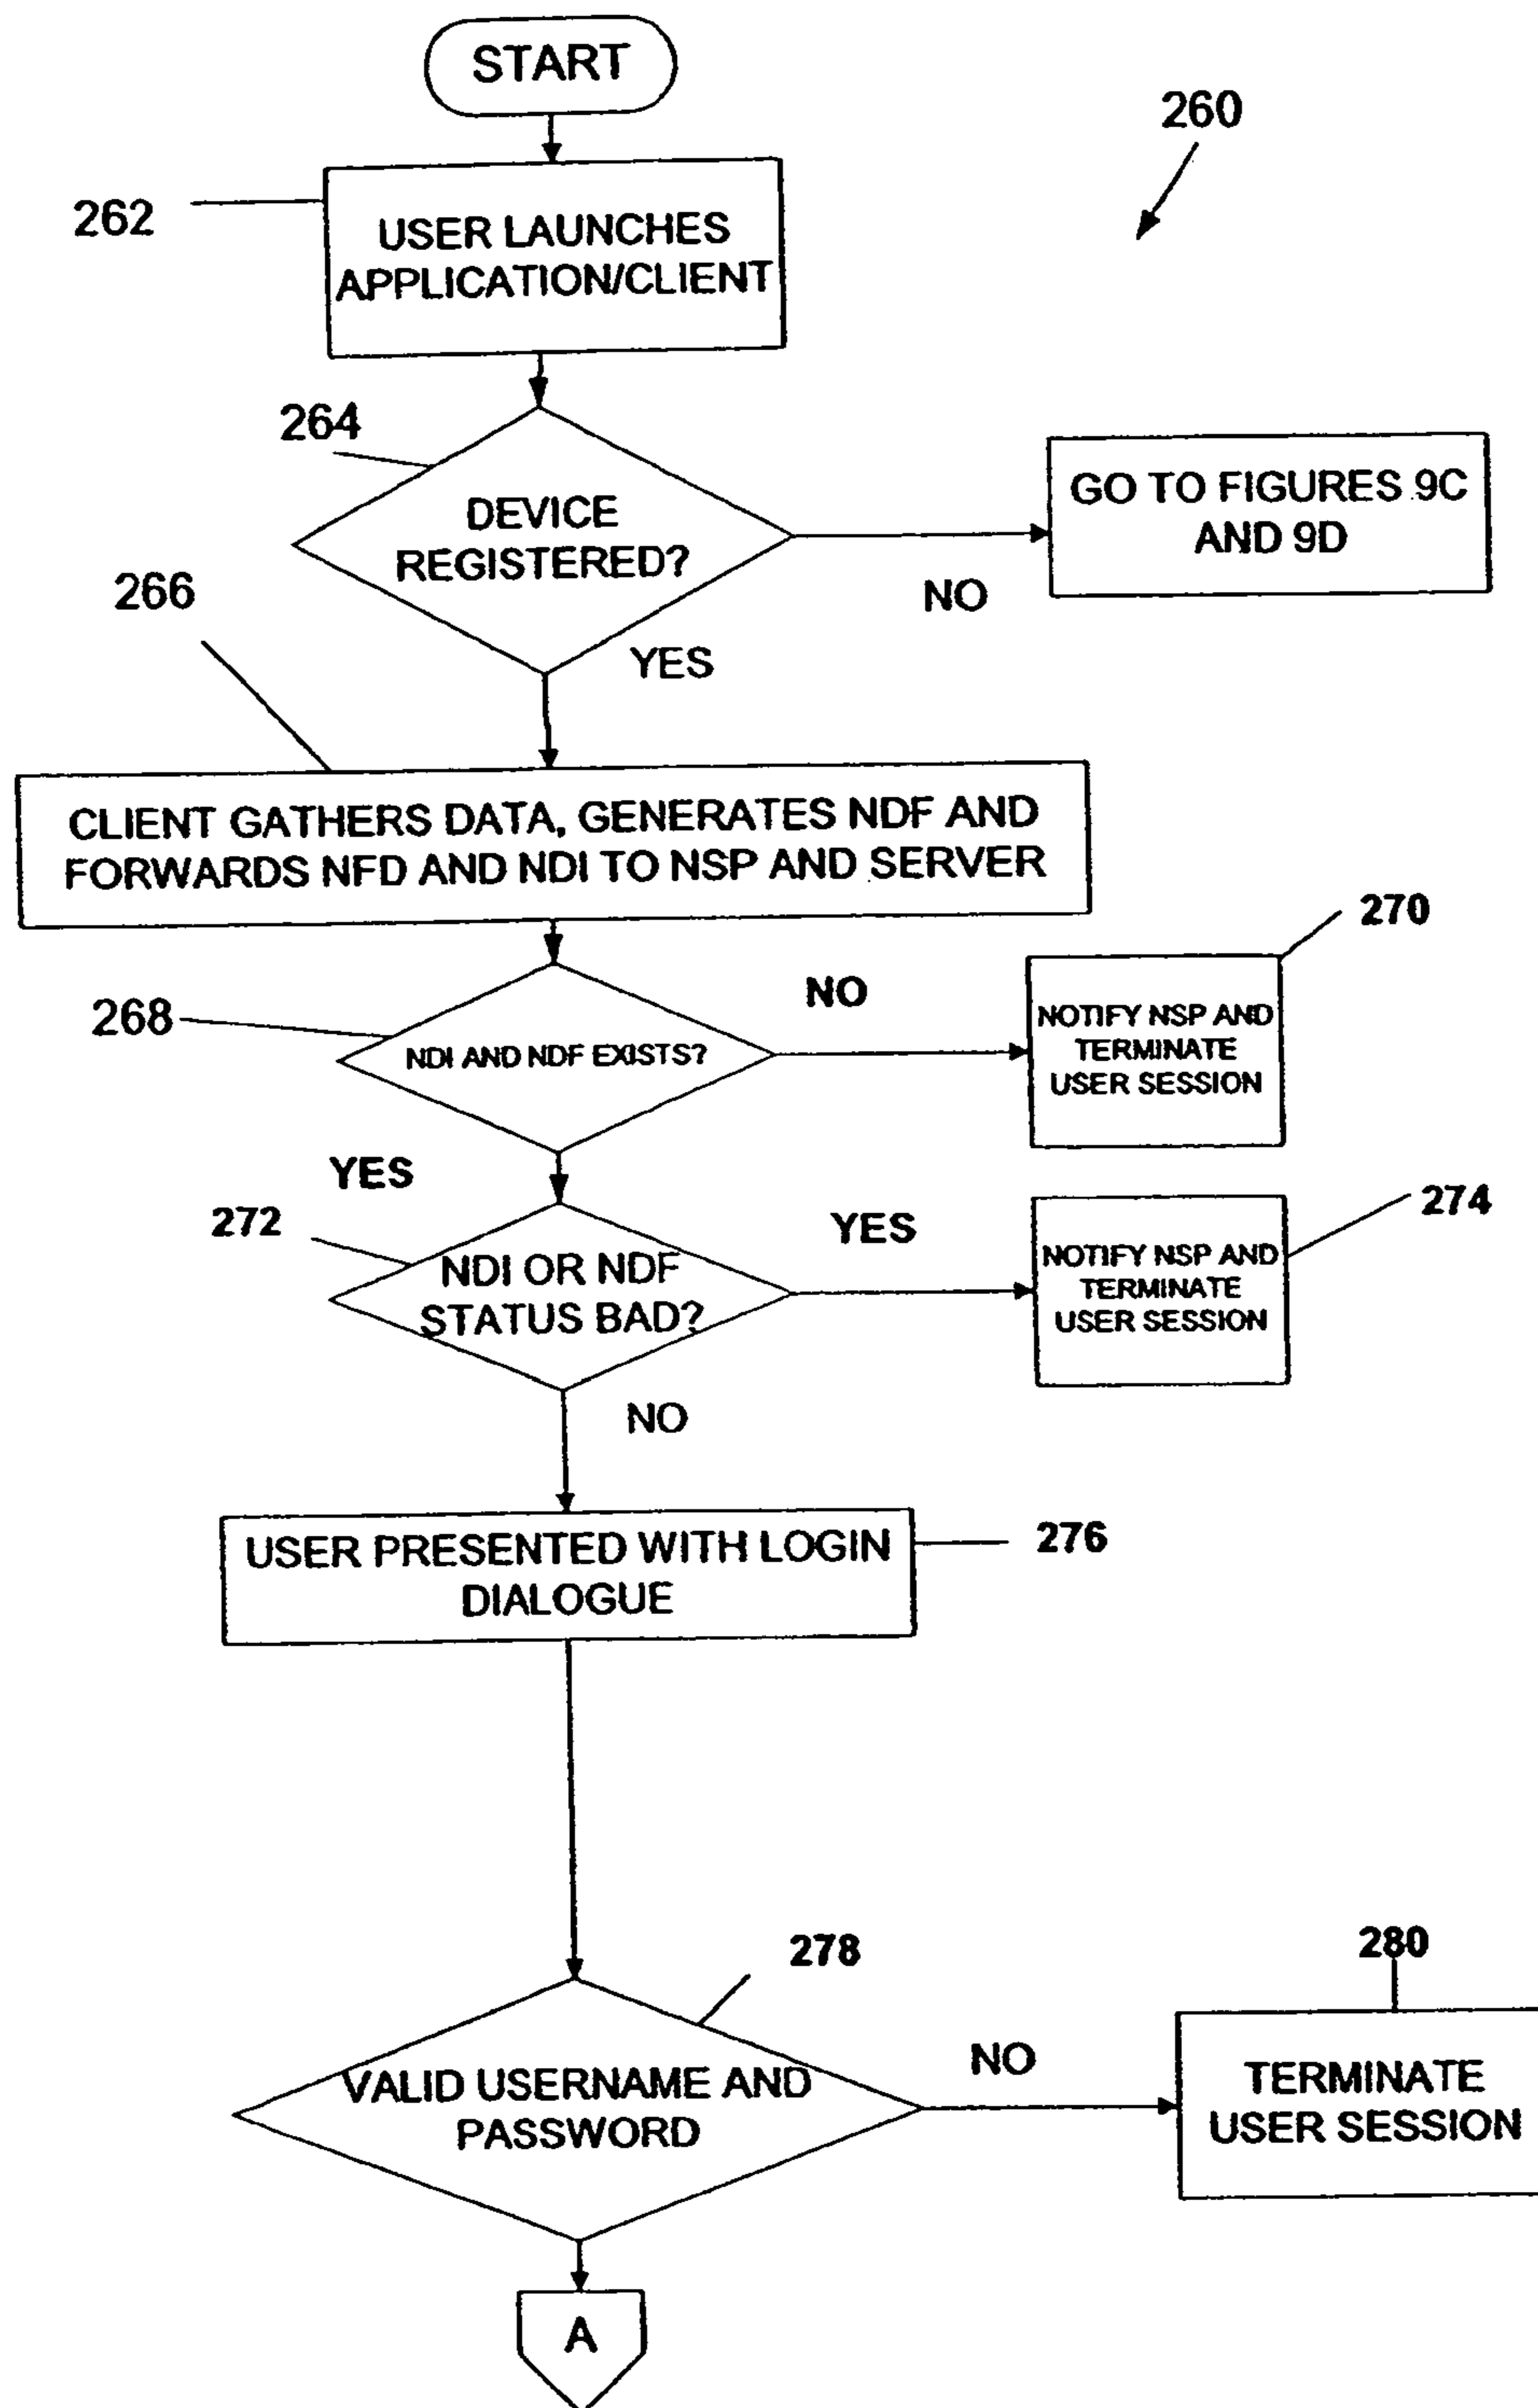 START
260
262
USER LAUNCHES
APPLICATION/CLIENT
264
DEVICE
REGISTERED?
GO TO FIGURES 9C
AND 9D
NO
266
YES
CLIENT GATHERS DATA, GENERATES NDF AND
FORWARDS NFD AND NDI TO NSP AND SERVER
270
268
NDI AND NDF EXISTS?
NO
NOTIFY NSP AND
TERMINATE
USER SESSION
YES
272
NDI OR NDF
STATUS BAD?
YES
274
NOTIFY NSP AND
TERMINATE
USER SESSION
NO
USER PRESENTED WITH LOGIN
DIALOGUE
276
278
280
VALID USERNAME AND
PASSWORD
NO
TERMINATE
USER SESSION
A